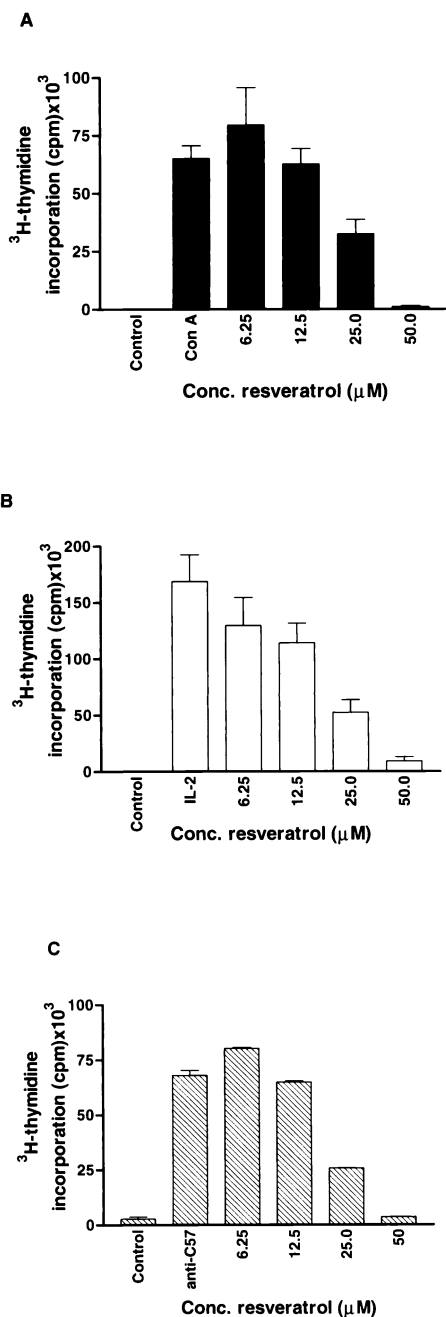 A
³H-thymidine
incorporation (cpm)x10³
100
75
50
25
0
Control
Con A
6.25
12.5
25.0
50.0
Conc. resveratrol (μM)
B
³H-thymidine
incorporation (cpm)x10³
200
150
100
50
0
Control
IL-2
6.25
12.5
25.0
50.0
Conc. resveratrol (μM)
C
³H-thymidine
incorporation (cpm)x10³
100
75
50
25
0
Control
anti-C57
6.25
12.5
25.0
50
Conc. resveratrol (μM)